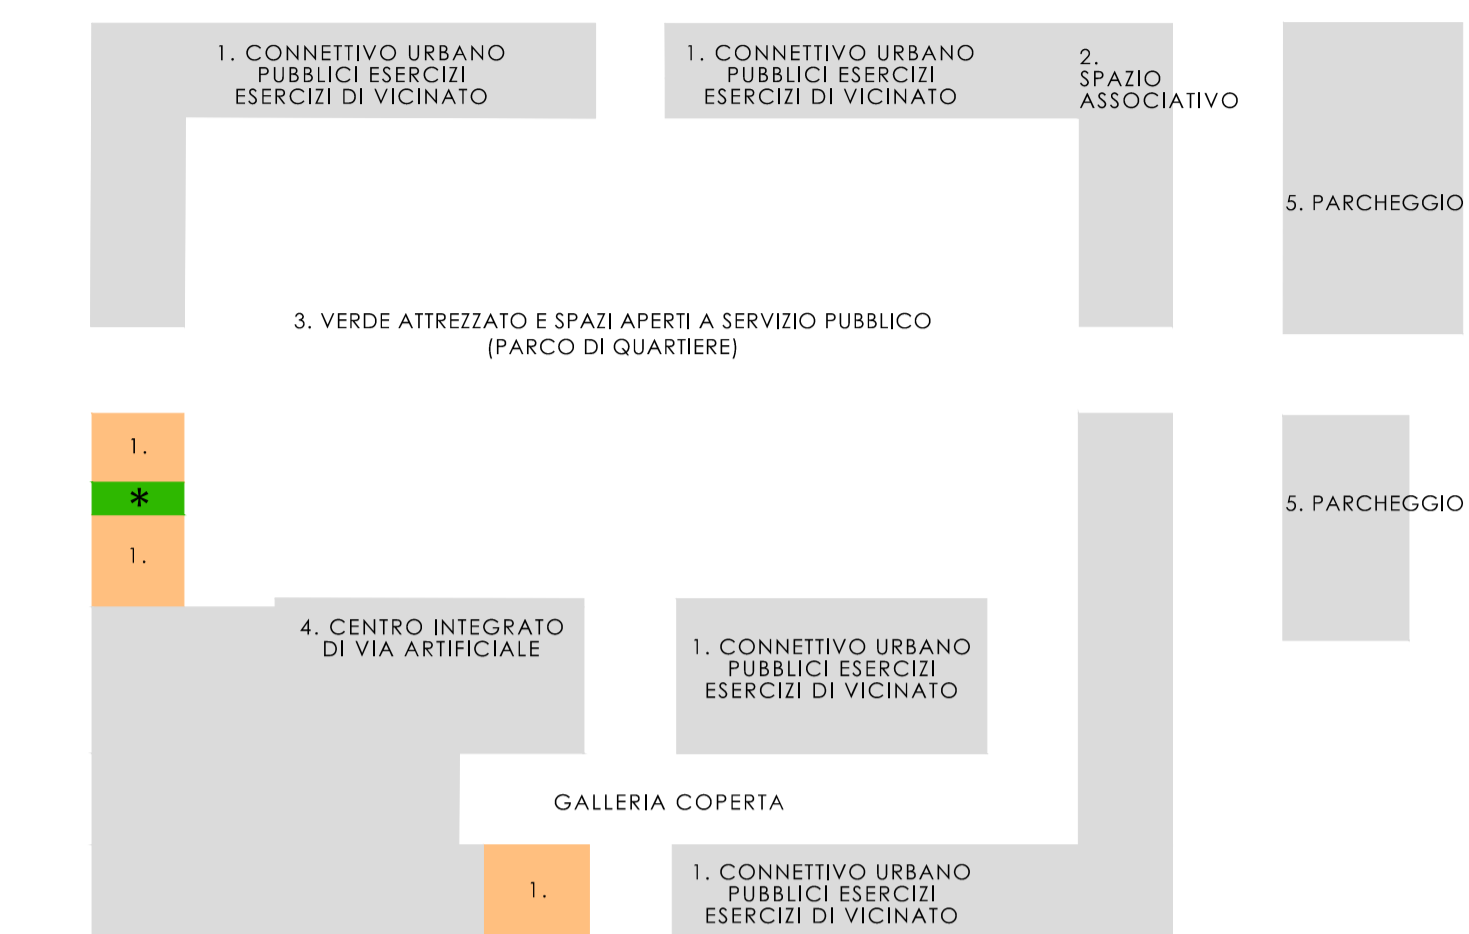 1. CONNETTIVO URBANO
PUBBLICI ESERCIZI
ESERCIZI DI VICINATO
1. CONNETTIVO URBANO
PUBBLICI ESERCIZI
ESERCIZI DI VICINATO
2.
SPAZIO
ASSOCIATIVO
5. PARCHEGGIO
3. VERDE ATTREZZATO E SPAZI APERTI A SERVIZIO PUBBLICO
(PARCO DI QUARTIERE)
1.
*
1.
5. PARCHEGGIO
4. CENTRO INTEGRATO
DI VIA ARTIFICIALE
1. CONNETTIVO URBANO
PUBBLICI ESERCIZI
ESERCIZI DI VICINATO
GALLERIA COPERTA
1.
1. CONNETTIVO URBANO
PUBBLICI ESERCIZI
ESERCIZI DI VICINATO